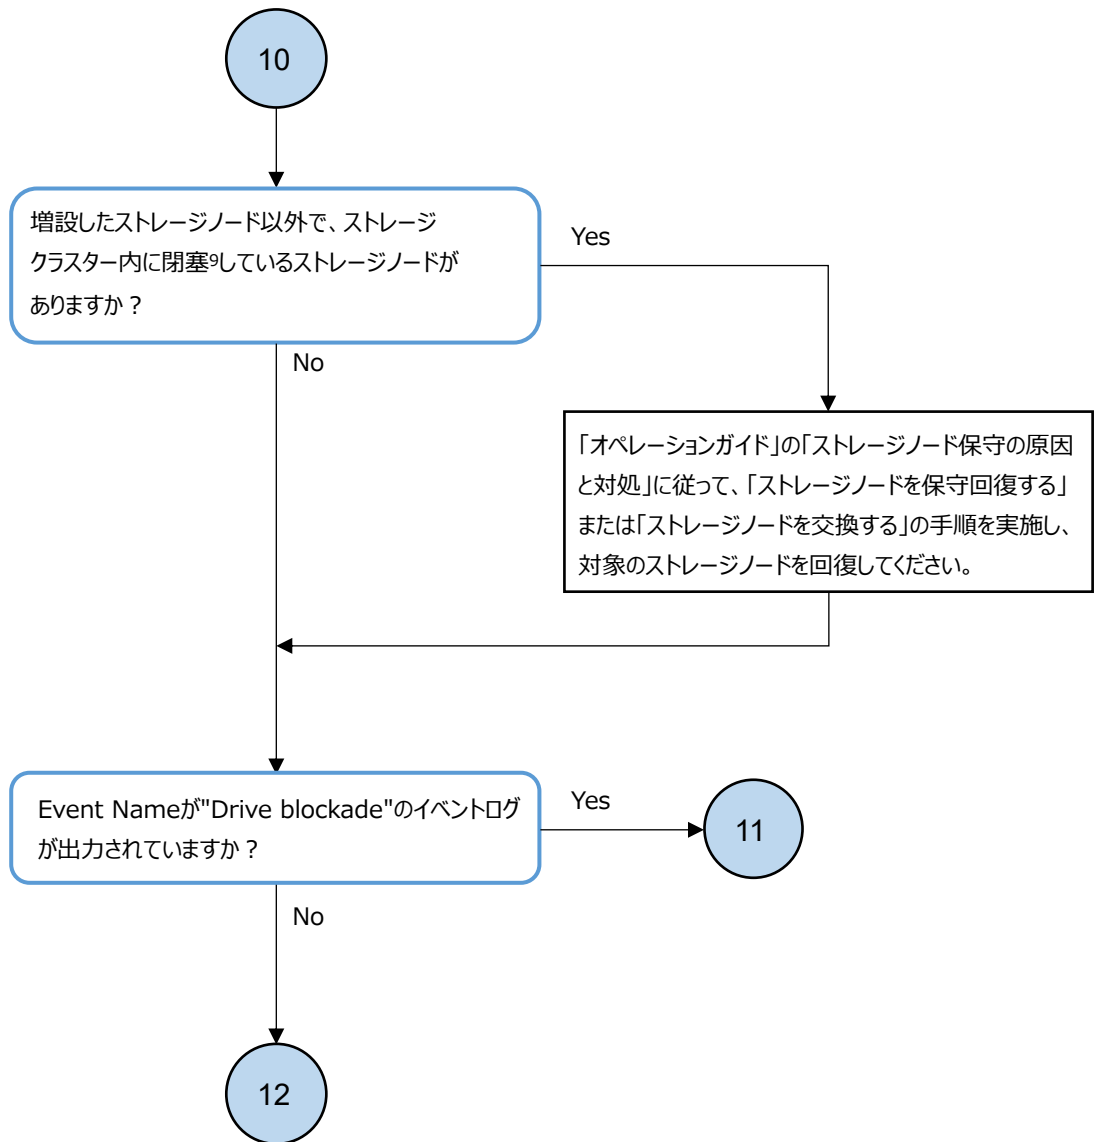 10
増設したストレージノード以外で、ストレージ
クラスター内に閉塞9しているストレージノードが
ありますか？
Yes
No
「オペレーションガイド」の「ストレージノード保守の原因
と対処」に従って、「ストレージノードを保守回復する」
または「ストレージノードを交換する」の手順を実施し、
対象のストレージノードを回復してください。
Event Nameが"Drive blockade"のイベントログ
が出力されていますか？
Yes
11
No
12